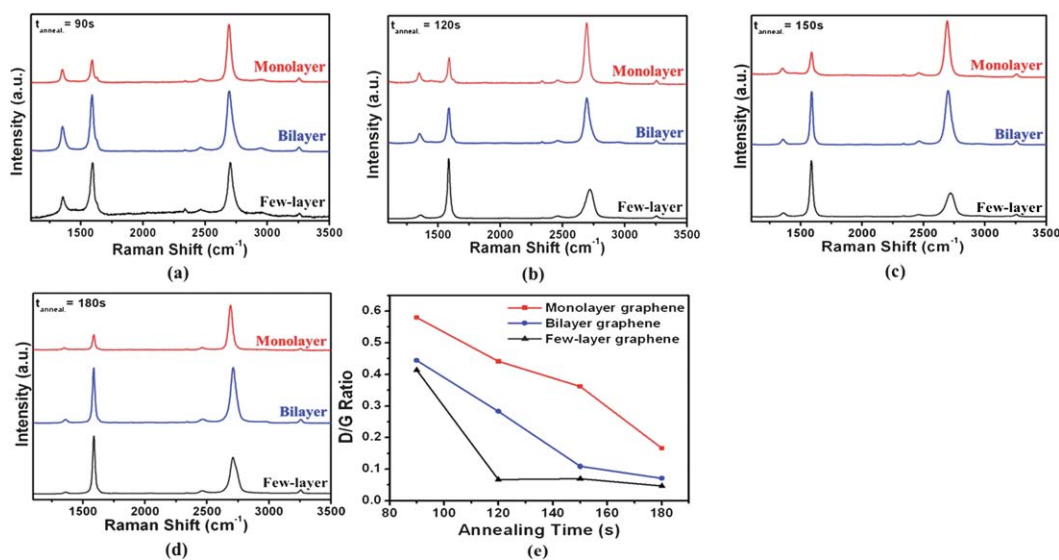 t_anneal. = 90s
Monolayer
Bilayer
Few-layer
Intensity (a.u.)
1500 2000 2500 3000 3500
Raman Shift (cm⁻¹)
(a)
t_anneal. = 120s
Monolayer
Bilayer
Few-layer
Intensity (a.u.)
1500 2000 2500 3000 3500
Raman Shift (cm⁻¹)
(b)
t_anneal. = 150s
Monolayer
Bilayer
Few-layer
Intensity (a.u.)
1500 2000 2500 3000 3500
Raman Shift (cm⁻¹)
(c)
t_anneal. = 180s
Monolayer
Bilayer
Few-layer
Intensity (a.u.)
1500 2000 2500 3000 3500
Raman Shift (cm⁻¹)
(d)
Monolayer graphene
Bilayer graphene
Few-layer graphene
D/G Ratio
0.6
0.5
0.4
0.3
0.2
0.1
0.0
80 100 120 140 160 180
Annealing Time (s)
(e)